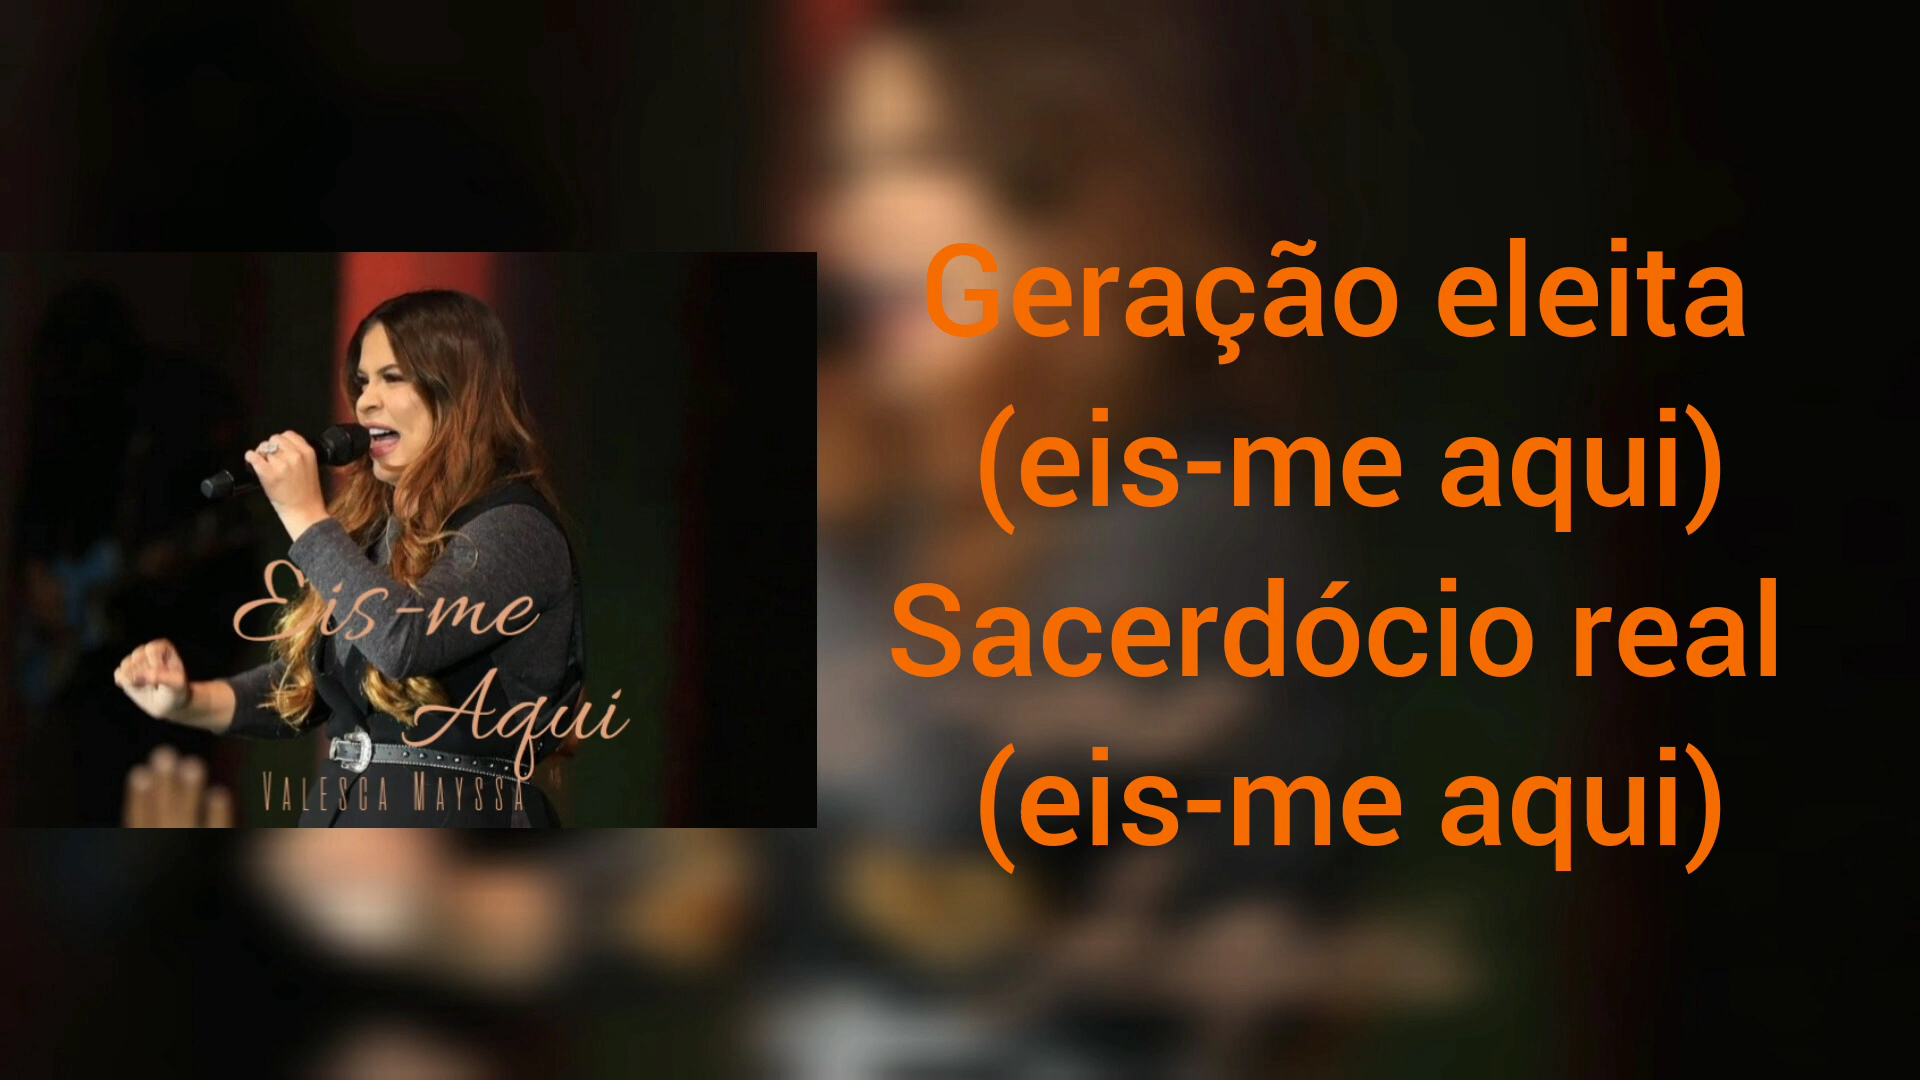 Eis-me
Aqui
VALESCA MAYSSA
Geração eleita
(eis-me aqui)
Sacerdócio real
(eis-me aqui)